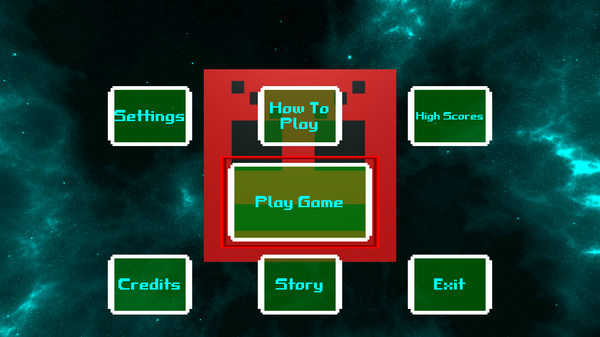 Settings
How To
Play
High Scores
Play Game
Credits
Story
Exit